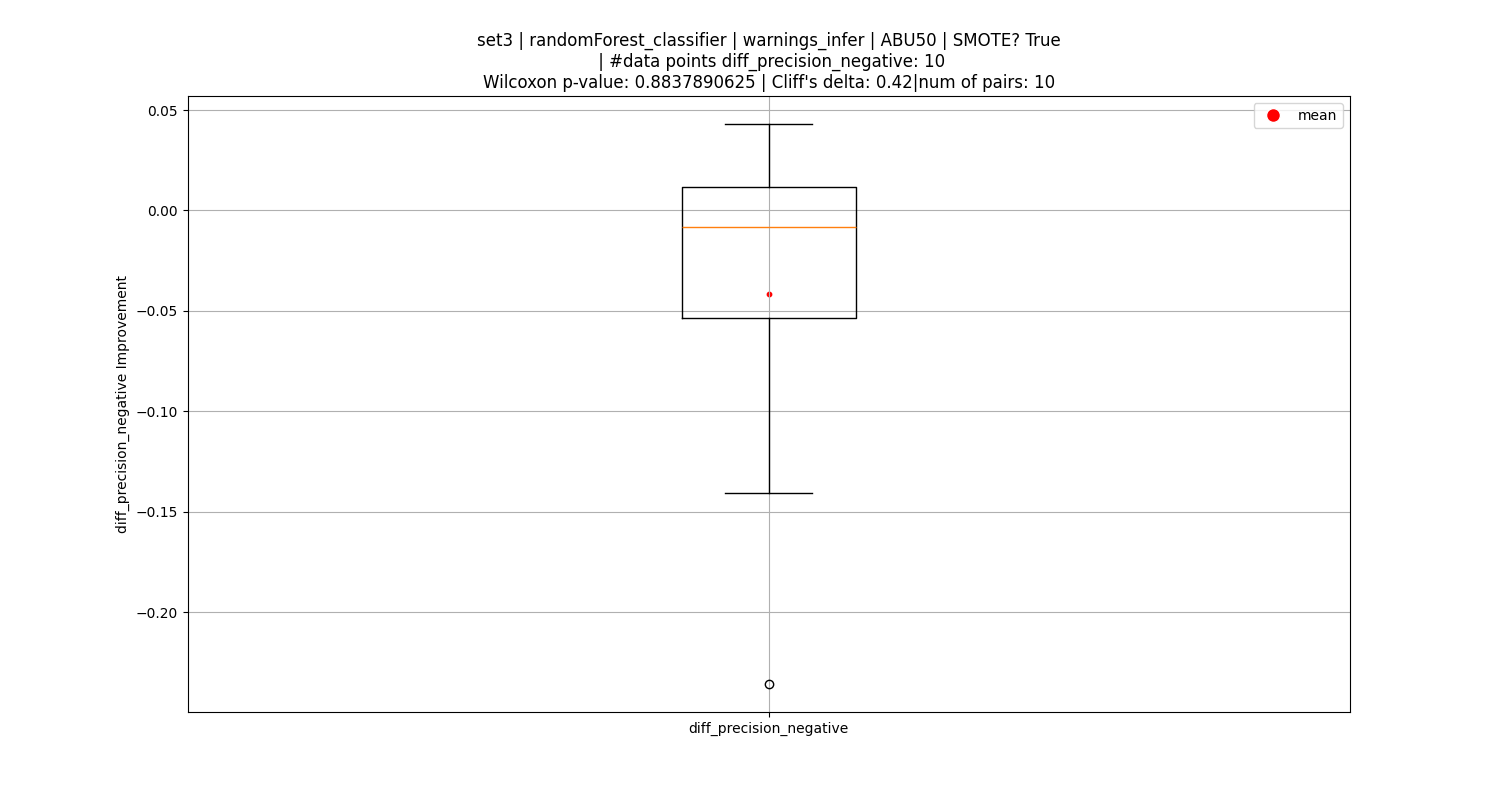 set3 | randomForest_classifier | warnings_infer | ABU50 | SMOTE? True
| #data points diff_precision_negative: 10
Wilcoxon p-value: 0.8837890625 | Cliff's delta: 0.42|num of pairs: 10
mean
0.05
0.00
−0.05
−0.10
−0.15
−0.20
diff_precision_negative Improvement
diff_precision_negative